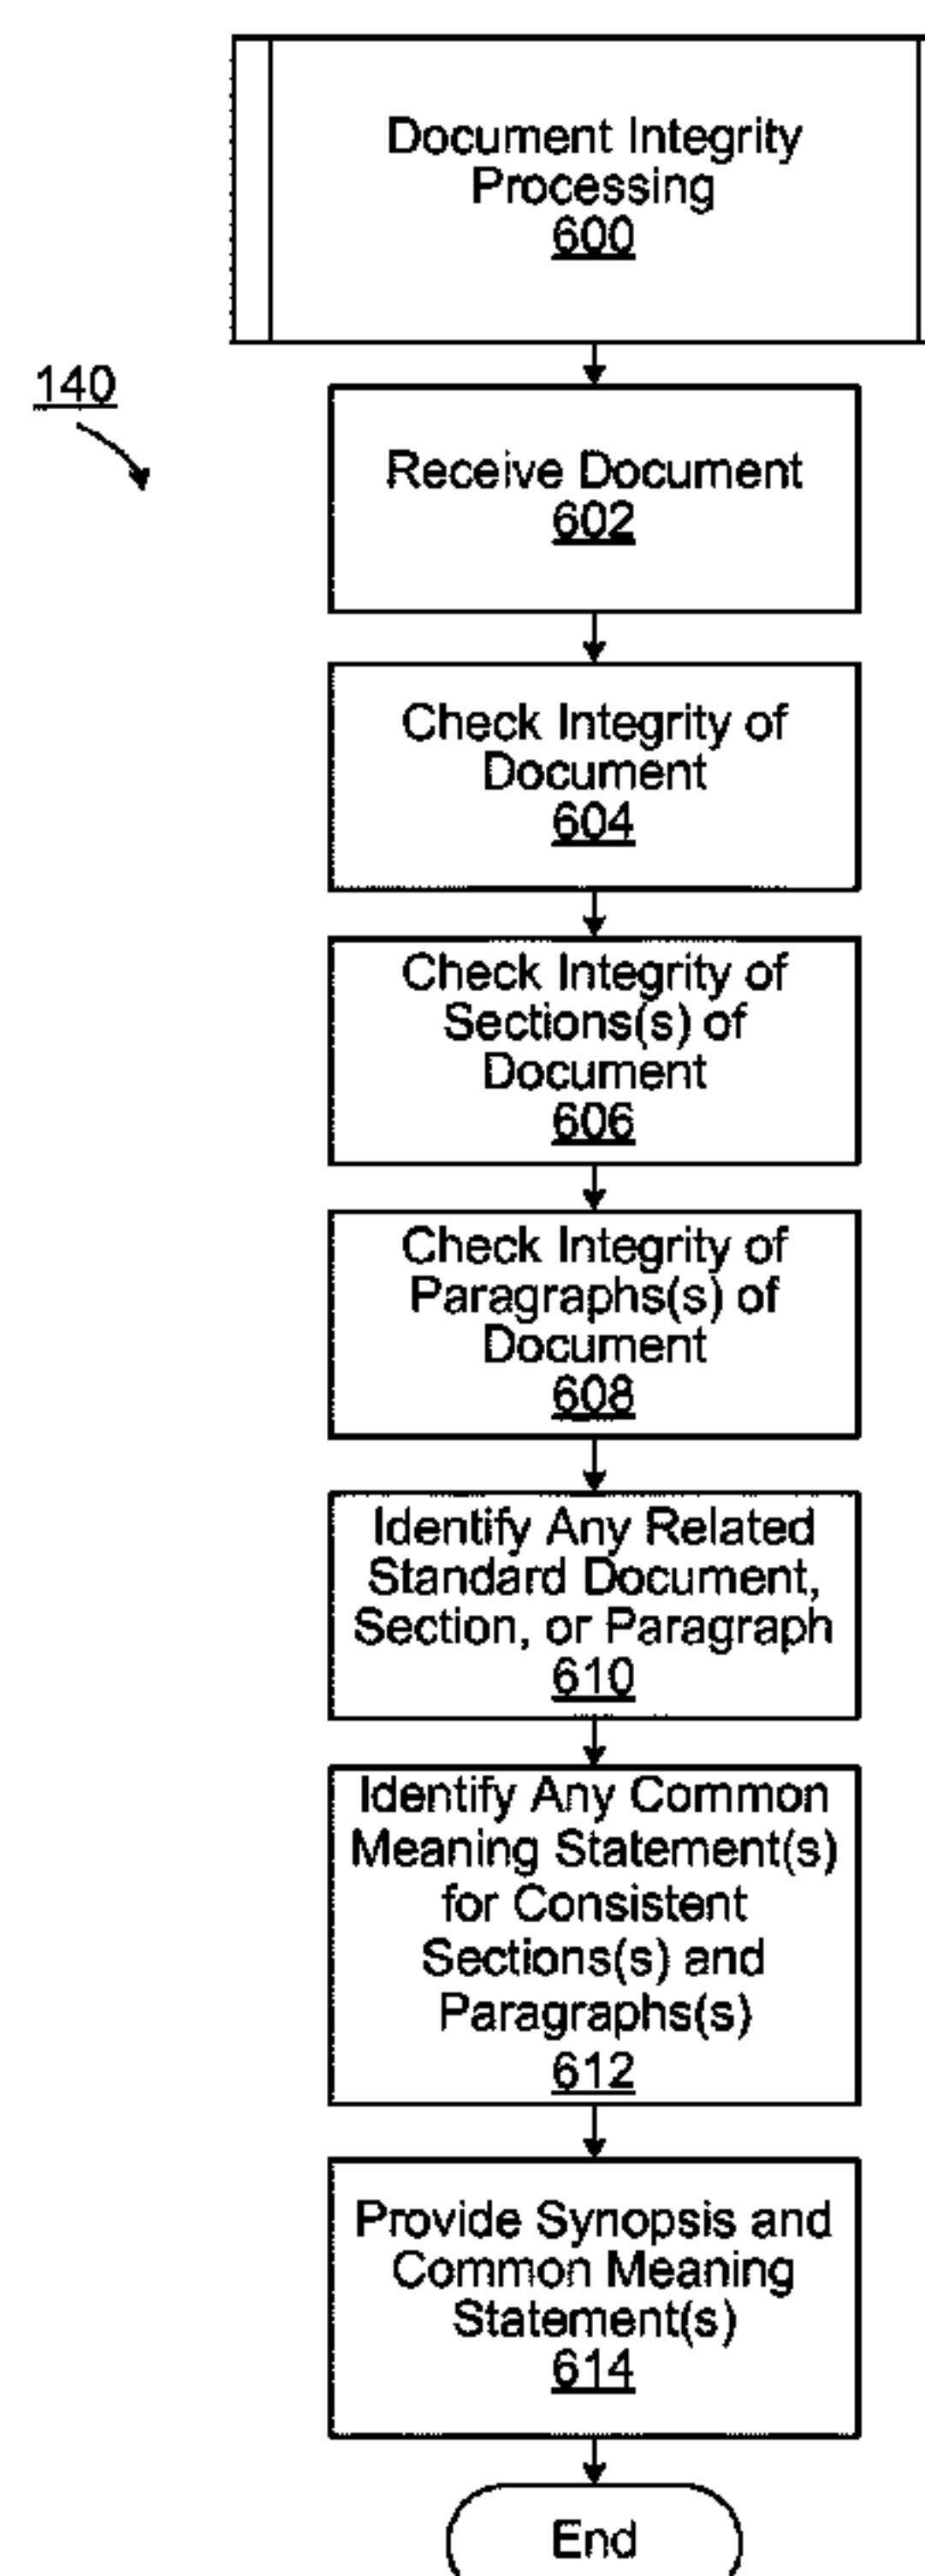 Document Integrity
Processing
600
140
Receive Document
602
Check Integrity of
Document
604
Check Integrity of
Sections(s) of
Document
606
Check Integrity of
Paragraphs(s) of
Document
608
Identify Any Related
Standard Document,
Section, or Paragraph
610
Identify Any Common
Meaning Statement(s)
for Consistent
Sections(s) and
Paragraphs(s)
612
Provide Synopsis and
Common Meaning
Statement(s)
614
End